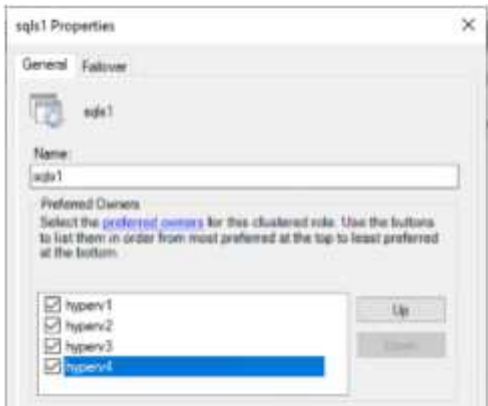 sqls1 Properties
General Failover
sqls1
Name:
sqls1
Preferred Owners
Select the preferred owners for this clustered role. Use the buttons
to list them in order from most preferred at the top to least preferred
at the bottom.
hyperv1
Up
hyperv2
hyperv3
Down
hyperv4